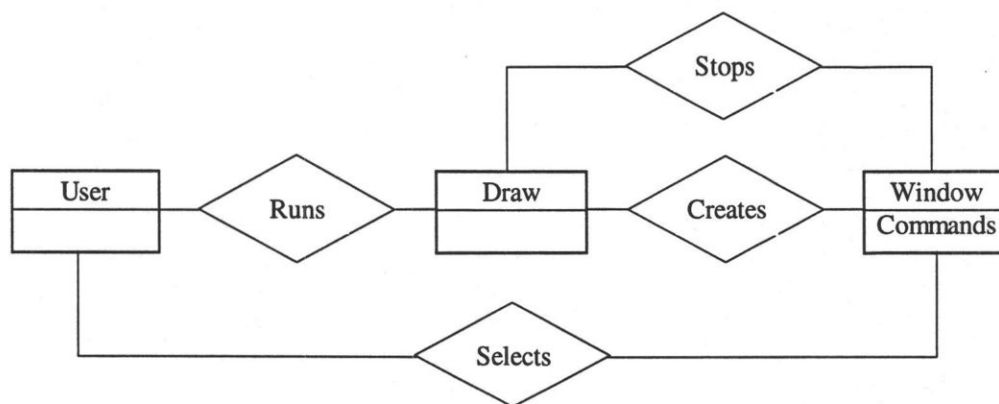 Stops
User
Runs
Draw
Creates
Window
Commands
Selects